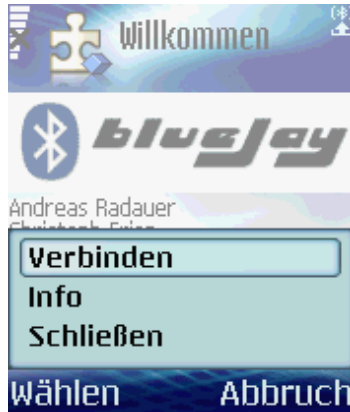 Willkommen
blueJay
Andreas Radauer
Verbinden
Info
Schließen
Wählen Abbruch